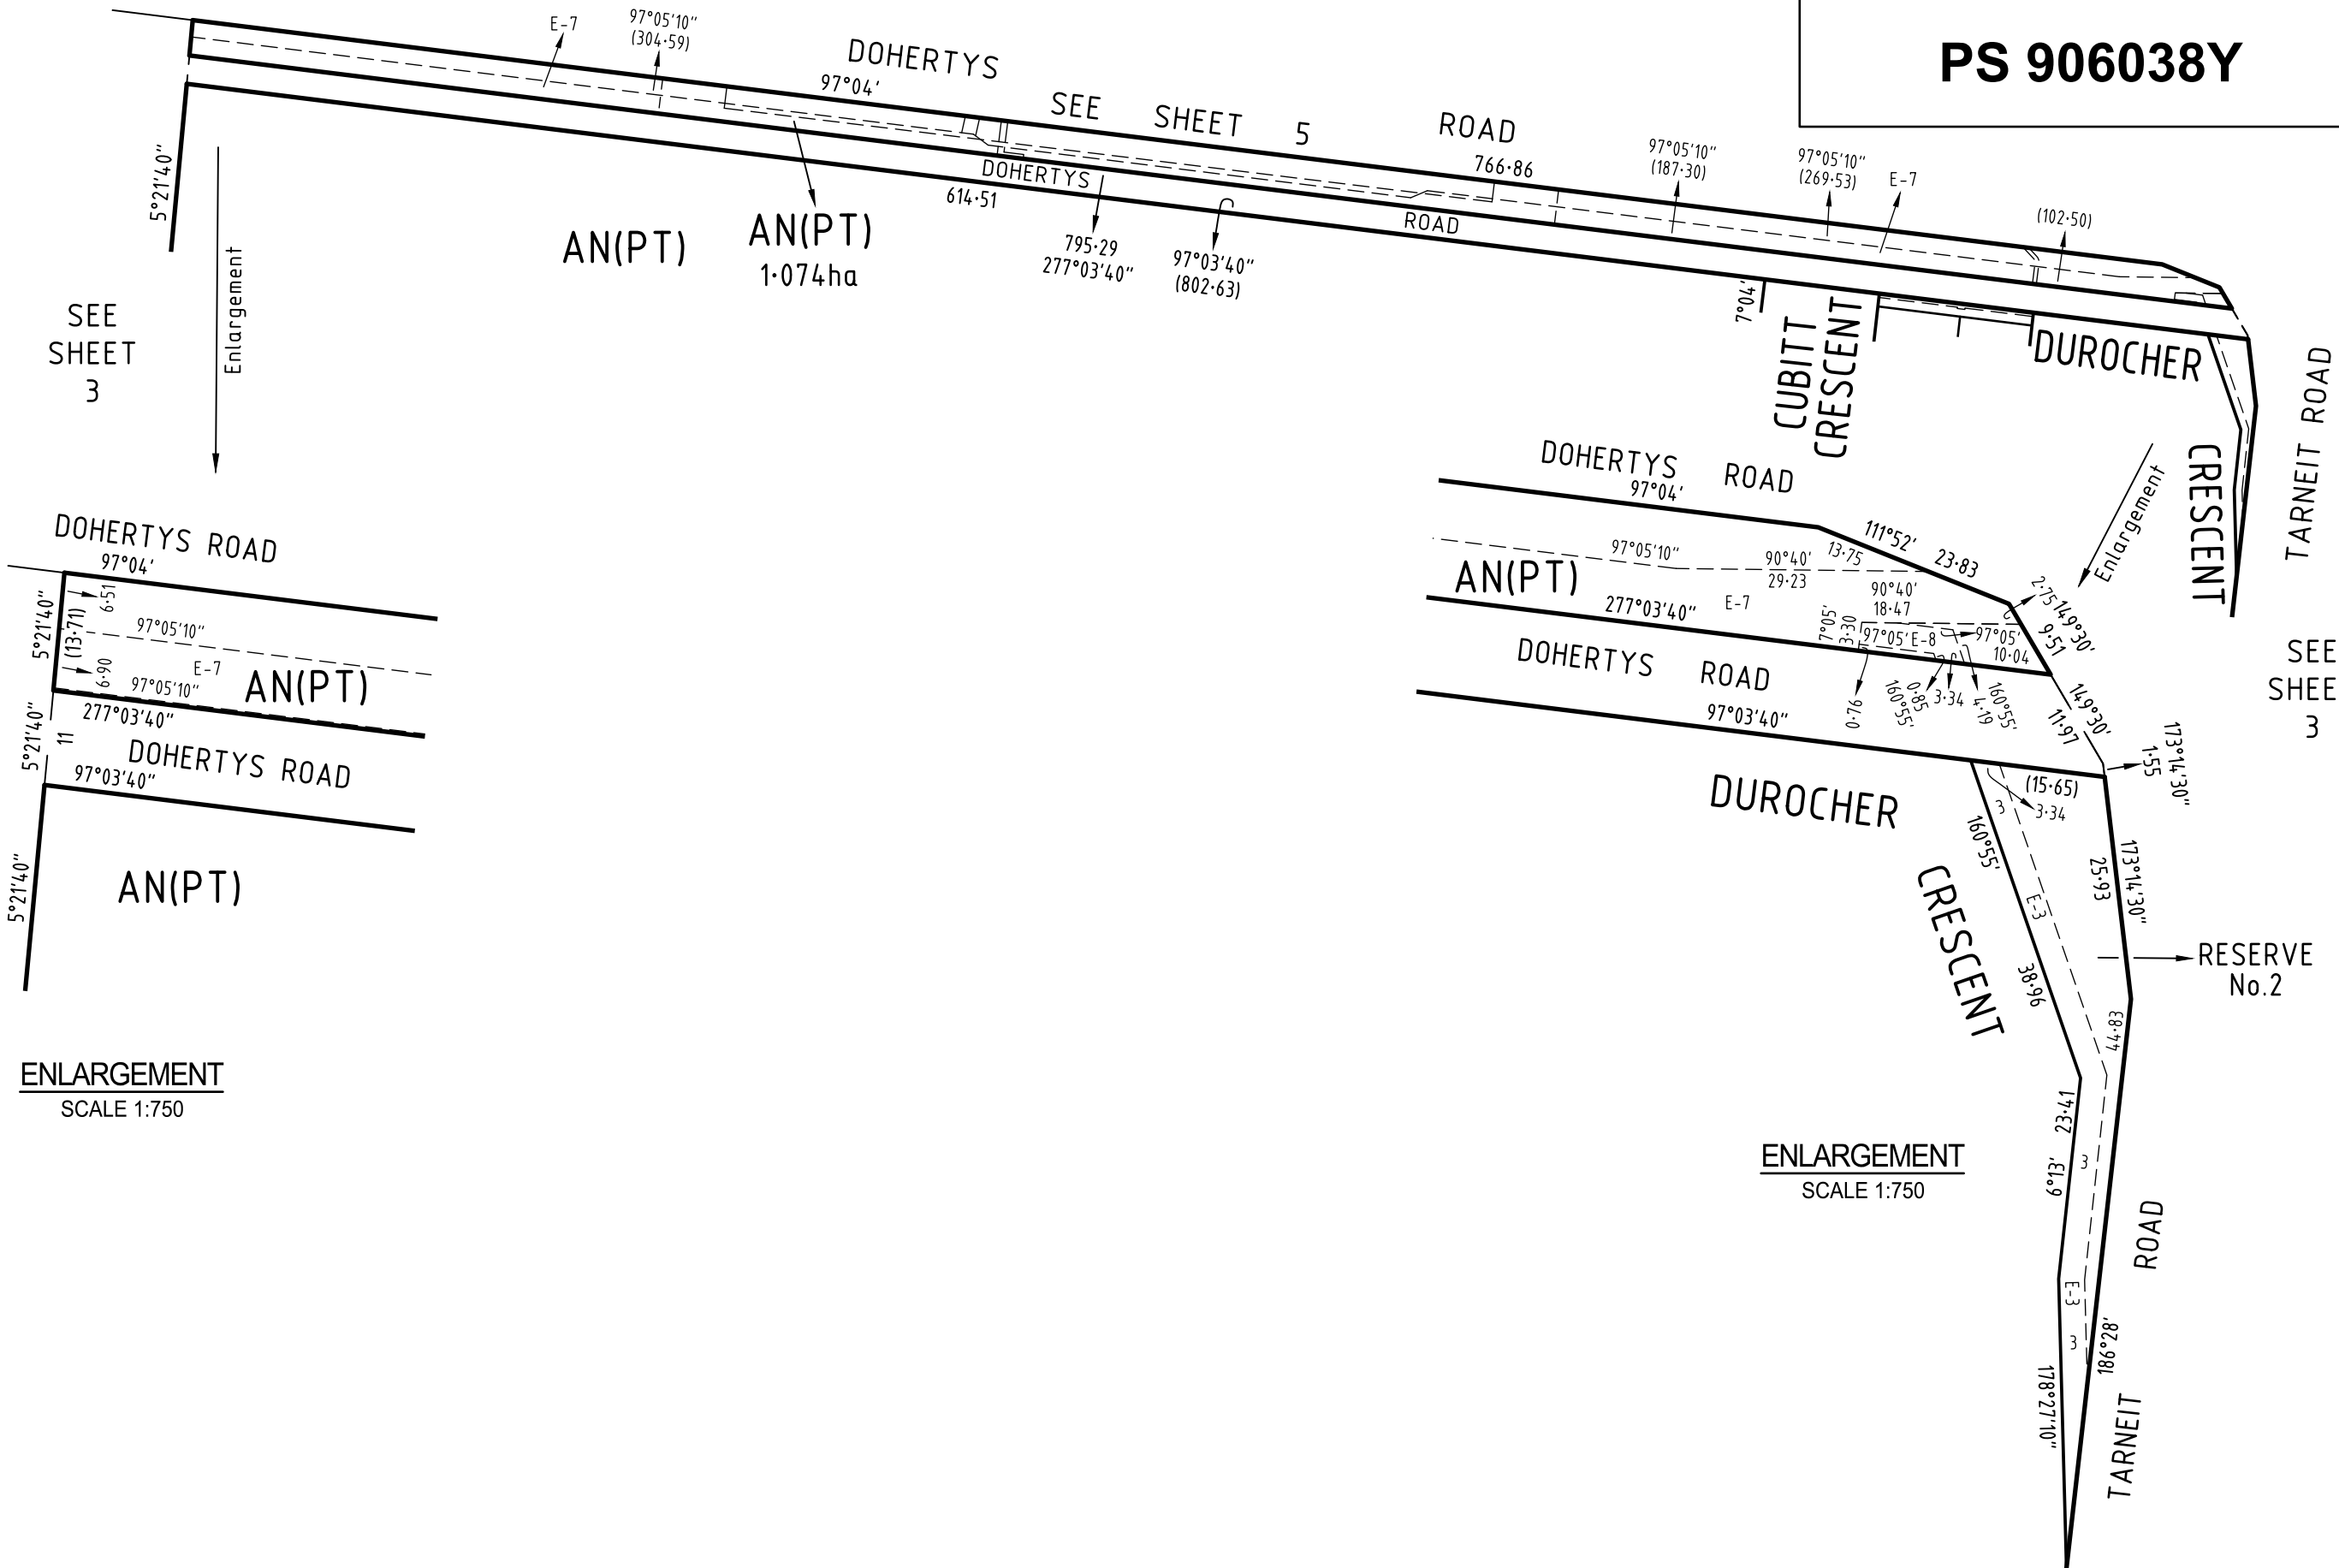 PS 906038Y
E-7
97°05'10"
(304·59)
DOHERTYS
97°04'
SEE SHEET 5
ROAD
766·86
97°05'10"
(187·30)
97°05'10"
(269·53)
E-7
(102·50)
5°21'40"
Enlargement
DOHERTYS
614·51
ROAD
AN(PT)
AN(PT)
1·074ha
795·29
277°03'40"
97°03'40"
(802·63)
7°04'
CUBITT
CRESCENT
DUROCHER
CRESCENT
TARNEIT ROAD
SEE
SHEET
3
Enlargement
DOHERTYS ROAD
97°04'
5°21'40"
(13·71)
6·51
97°05'10"
E-7
6·90
97°05'10"
AN(PT)
277°03'40"
5°21'40"
11
DOHERTYS ROAD
97°03'40"
5°21'40"
AN(PT)
ENLARGEMENT
SCALE 1:750
DOHERTYS ROAD
97°04'
111°52'
23·83
97°05'10"
90°40'
29·23
13·75
AN(PT)
277°03'40"
E-7
90°40'
18·47
2·75
149°30'
9·51
7°05'
3·30
97°05'
E-8
97°05'
10·04
DOHERTYS ROAD
0·76
160°55'
0·85
3·34
4·19
160°55'
149°30'
11·97
97°03'40"
173°14'30"
1·55
(15·65)
3
3·34
DUROCHER
CRESCENT
160°55'
38·96
E-3
25·93
173°14'30"
RESERVE
No.2
44·83
23·41
6°13'
3
E-3
3
186°28'
178°27'10"
ROAD
TARNEIT
SEE
SHEE
3
ENLARGEMENT
SCALE 1:750